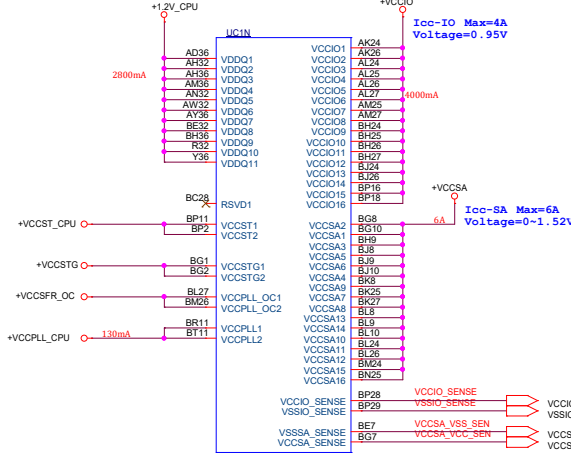 +1.2V_CPU
+VCCIO
Icc-IO Max=4A
Voltage=0.95V
UC1N
2800mA
4000mA
AD36 VDDQ1
AH32 VDDQ2
AH36 VDDQ3
AM36 VDDQ4
AN32 VDDQ5
AW32 VDDQ6
AY36 VDDQ7
BE32 VDDQ8
BH36 VDDQ9
R32 VDDQ10
Y36 VDDQ11
VCCIO1 AK24
VCCIO2 AK26
VCCIO3 AL24
VCCIO4 AL25
VCCIO5 AL26
VCCIO6 AL27
VCCIO7 AM25
VCCIO8 AM27
VCCIO9 BH24
VCCIO10 BH25
VCCIO11 BH26
VCCIO12 BH27
VCCIO13 BJ24
VCCIO14 BJ26
VCCIO15 BP16
VCCIO16 BP18
BC28 RSVD1
+VCCST_CPU
BP11 VCCST1
BP2 VCCST2
+VCCSTG
BG1 VCCSTG1
BG2 VCCSTG2
+VCCSFR_OC
BL27 VCCPLL_OC1
BM26 VCCPLL_OC2
+VCCPLL_CPU
130mA
BR11 VCCPLL1
BT11 VCCPLL2
+VCCSA
6A
Icc-SA Max=6A
Voltage=0~1.52V
VCCSA2 BG8
VCCSA1 BG10
VCCSA3 BH9
VCCSA5 BJ8
VCCSA6 BJ9
VCCSA4 BJ10
VCCSA9 BK8
VCCSA7 BK25
VCCSA8 BK27
VCCSA13 BL8
VCCSA14 BL9
VCCSA10 BL10
VCCSA11 BL24
VCCSA12 BL26
VCCSA15 BM24
VCCSA16 BN25
VCCIO_SENSE BP28 VCCIO_SENSE VCCIO
VSSIO_SENSE BP29 VSSIO_SENSE VSSIO
VSSSA_SENSE BE7 VCCSA_VSS_SEN VCCS
VCCSA_SENSE BG7 VCCSA_VCC_SEN VCCS